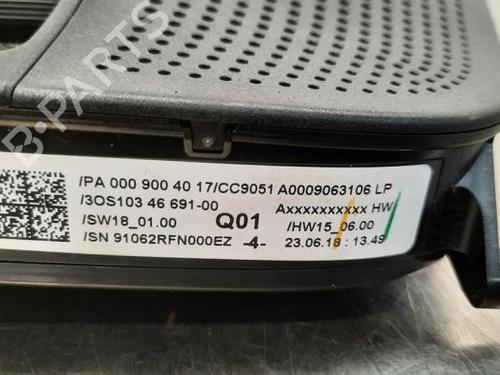 B-PARTS
/PA 000 900 40 17/CC9051 A0009063106 LP
/3OS103 46 691-00 Axxxxxxxxxx HW
/SW18_01.00 Q01 /HW15_06.00
/SN 91062RFN000EZ -4- 23.06.18 : 13.49